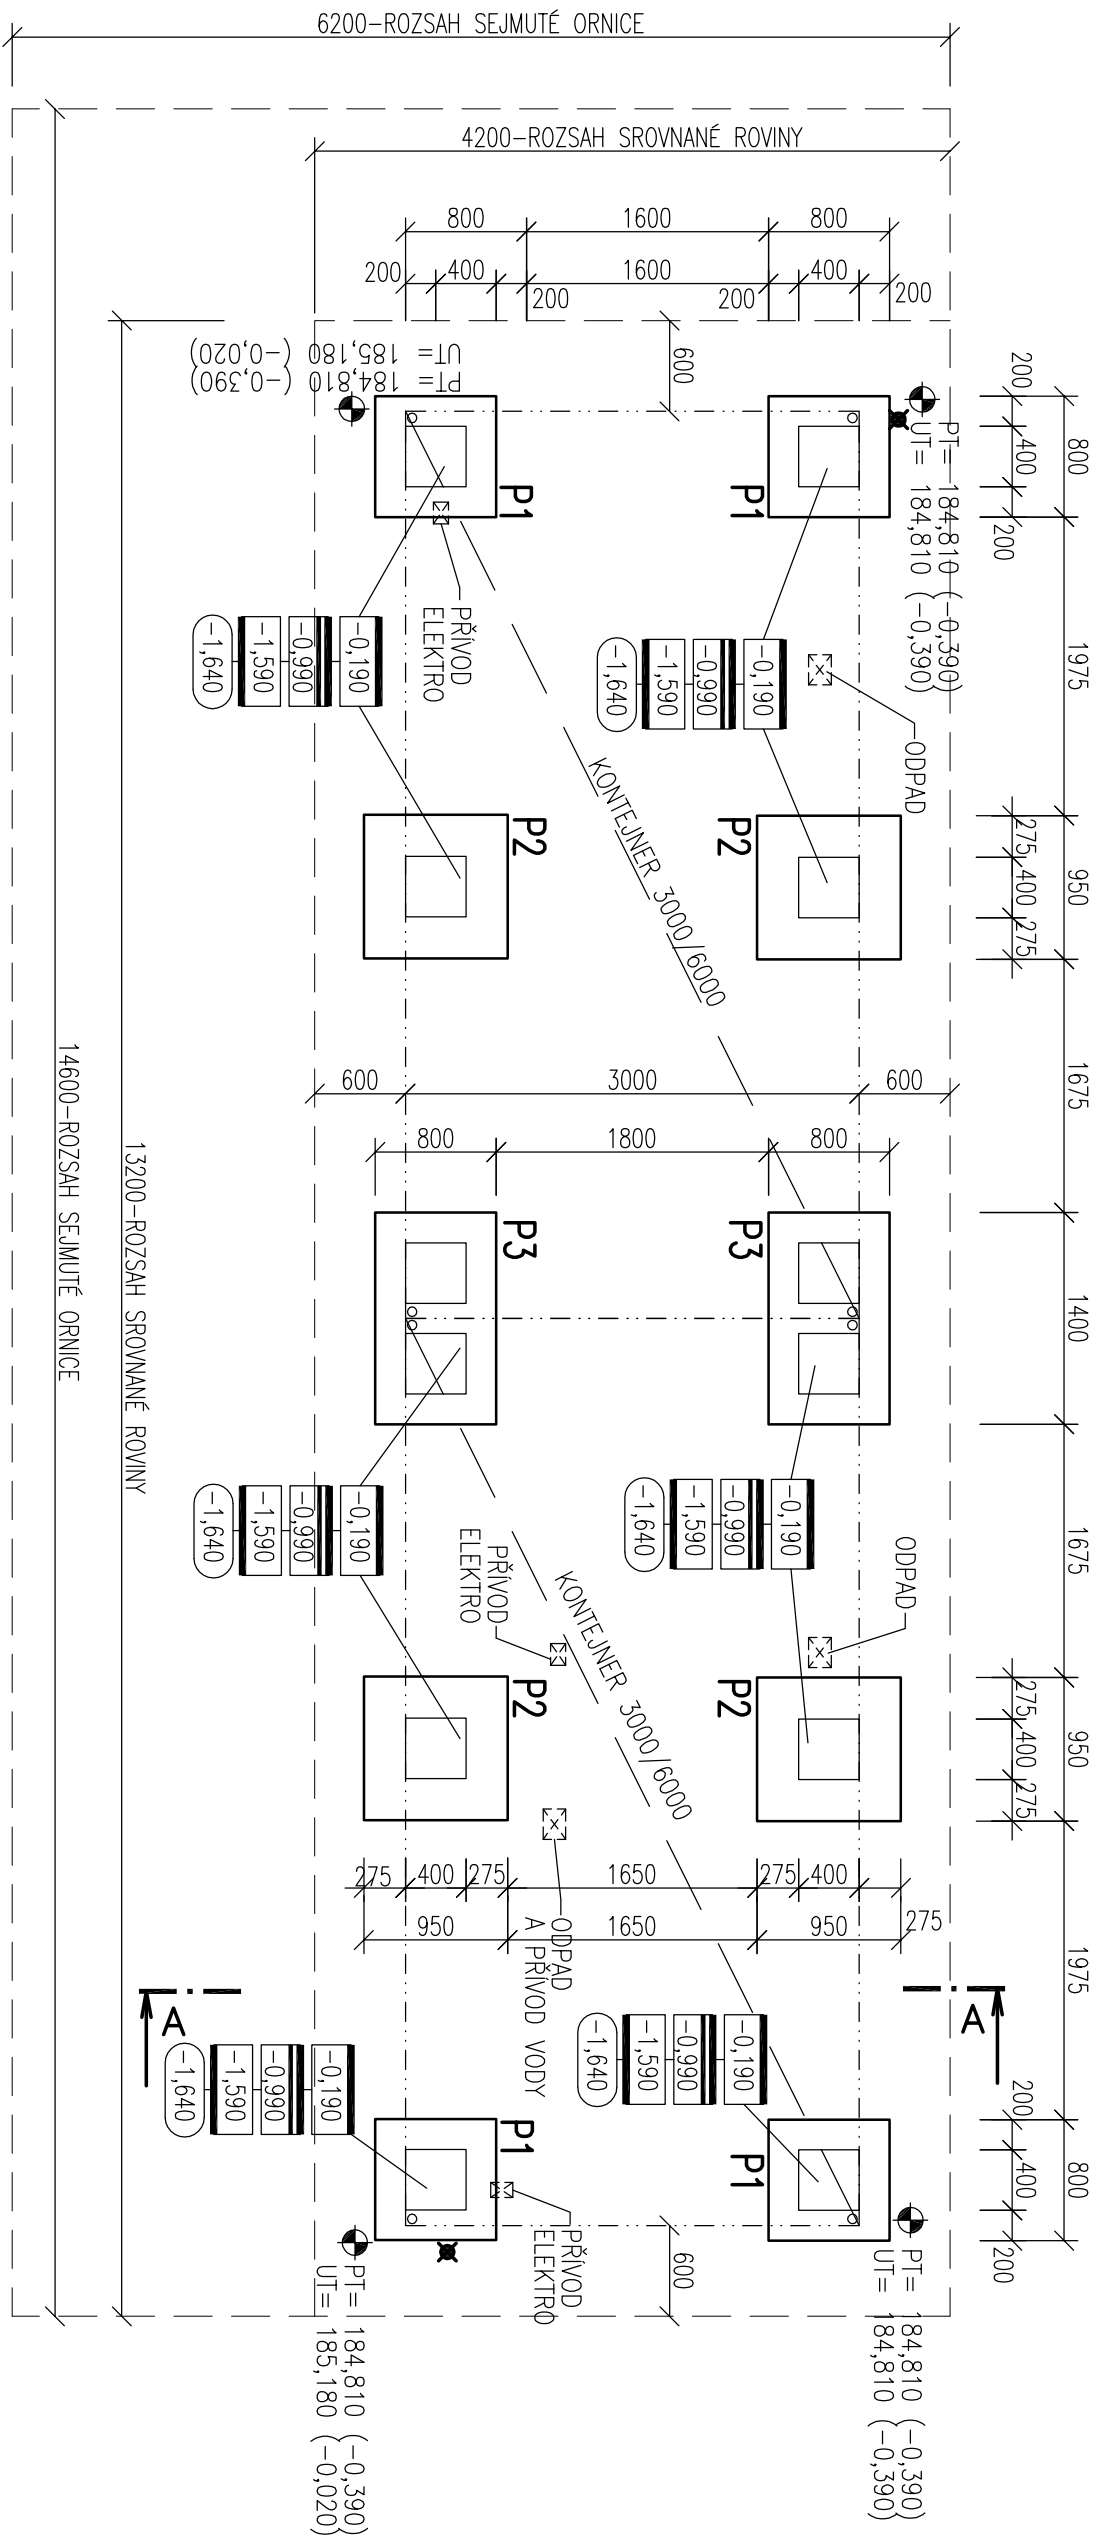 6200-ROZSAH SEJMUTÉ ORNICE
4200-ROZSAH SROVNANÉ ROVINY
800
1600
800
200
400
1600
400
200
200
200
600
UT= 185,180 (-0,020)
PT= 184,810 (-0,390)
PT= 184,810 (-0,390)
UT= 184,810 (-0,390)
200
400
200
800
1975
275
400
275
950
1675
1400
1675
275
400
275
950
1975
200
400
200
800
P1
P1
PŘÍVOD
ELEKTRO
ODPAD
-0,190
-0,990
-1,590
-1,640
-0,190
-0,990
-1,590
-1,640
P2
P2
KONTEJNER 3000/6000
600
3000
600
800
1800
800
P3
P3
14600-ROZSAH SEJMUTÉ ORNICE
13200-ROZSAH SROVNANÉ ROVINY
-0,190
-0,990
-1,590
-1,640
-0,190
-0,990
-1,590
-1,640
PŘÍVOD
ELEKTRO
ODPAD
KONTEJNER 3000/6000
P2
P2
275
400
275
1650
275
400
275
950
1650
950
ODPAD
A PŘÍVOD VODY
A
A
-0,190
-0,990
-1,590
-1,640
-0,190
-0,990
-1,590
-1,640
P1
P1
PŘÍVOD
ELEKTRO
600
PT= 184,810 (-0,390)
UT= 185,180 (-0,020)
PT= 184,810 (-0,390)
UT= 184,810 (-0,390)